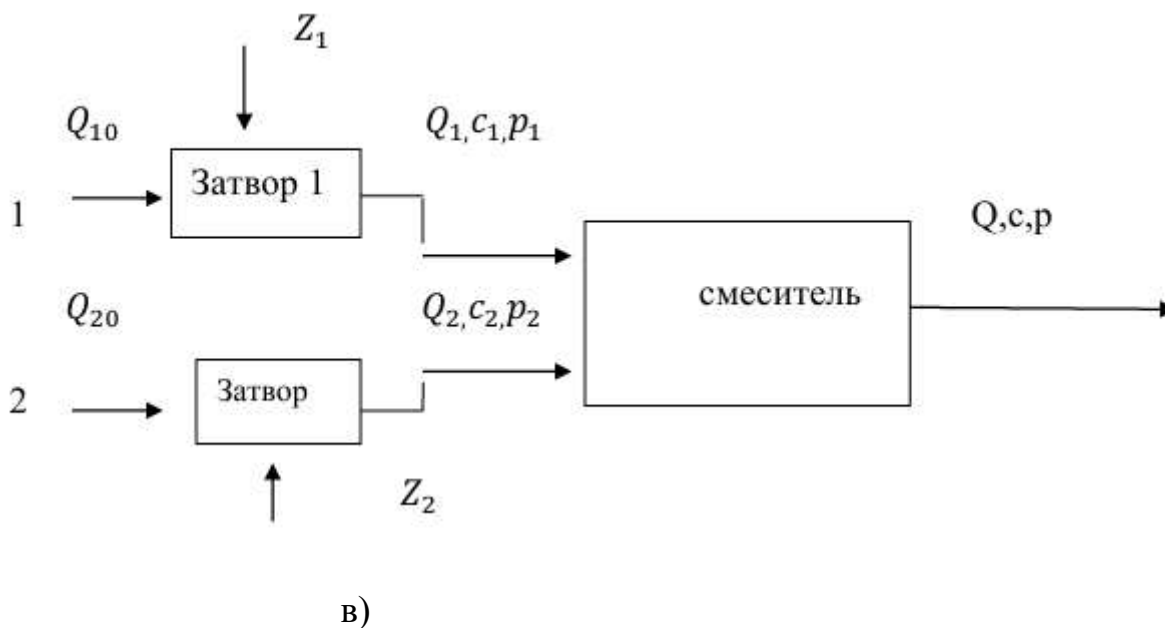 Z₁
Q₁₀
Q₁,c₁,p₁
Затвор 1
1
Q,c,p
смеситель
Q₂₀
Q₂,c₂,p₂
Затвор
2
Z₂
в)